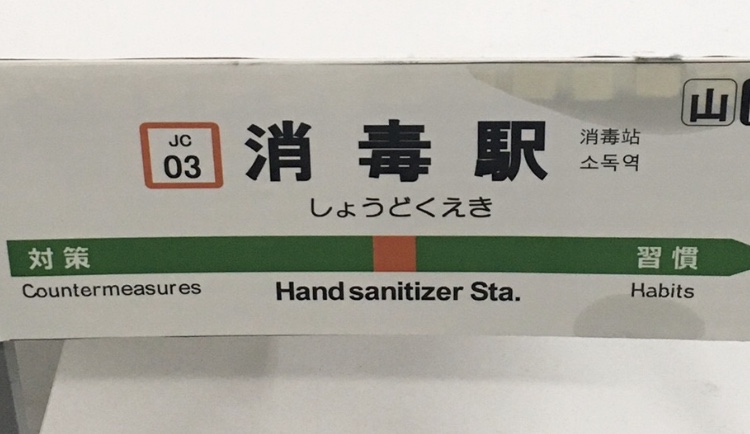 山
JC
03
消毒駅
消毒站
소독역
しょうどくえき
対策
習慣
Countermeasures
Hand sanitizer Sta.
Habits